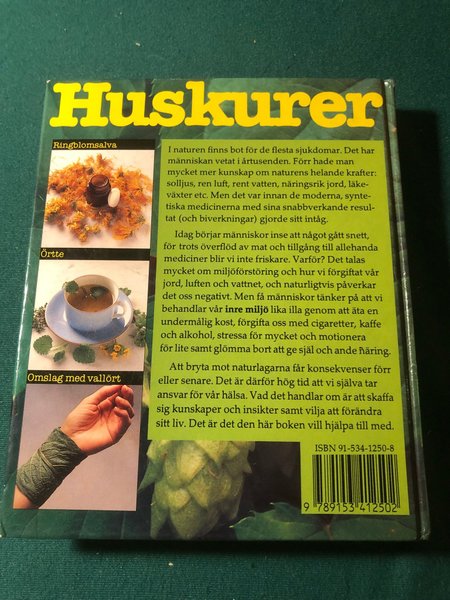 Huskurer
Ringblomsalva
Örtte
Omslag med vallört
I naturen finns bot för de flesta sjukdomar. Det har
människan vetat i årtusenden. Förr hade man
mycket mer kunskap om naturens helande krafter:
solljus, ren luft, rent vatten, näringsrik jord, läke-
växter etc. Men det var innan de moderna, synte-
tiska medicinerna med sina snabbverkande resul-
tat (och biverkningar) gjorde sitt intåg.
Idag börjar människor inse att något gått snett,
för trots överflöd av mat och tillgång till allehanda
mediciner blir vi inte friskare. Varför? Det talas
mycket om miljöförstöring och hur vi förgiftat vår
jord, luften och vattnet, och naturligtvis påverkar
det oss negativt. Men få människor tänker på att vi
behandlar vår inre miljö lika illa genom att äta en
undermålig kost, förgifta oss med cigaretter, kaffe
och alkohol, stressa för mycket och motionera
för lite samt glömma bort att ge själ och ande näring.
Att bryta mot naturlagarna får konsekvenser förr
eller senare. Det är därför hög tid att vi själva tar
ansvar för vår hälsa. Vad det handlar om är att skaffa
sig kunskaper och insikter samt vilja att förändra
sitt liv. Det är det den här boken vill hjälpa till med.
ISBN 91-534-1250-8
9 789153 412502